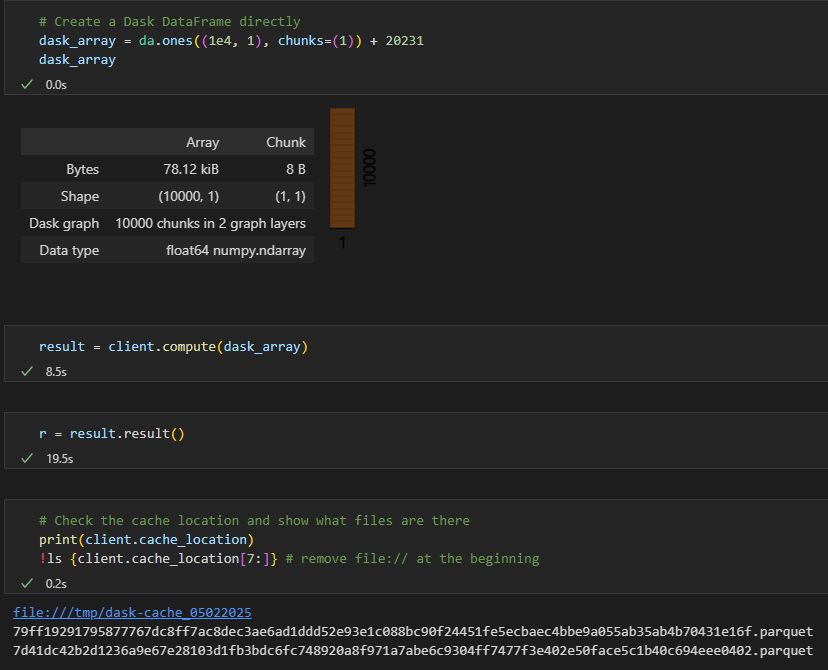 # Create a Dask DataFrame directly
dask_array = da.ones((1e4, 1), chunks=(1)) + 20231
dask_array
0.0s
Array Chunk
Bytes 78.12 kiB 8 B
Shape (10000, 1) (1, 1)
Dask graph 10000 chunks in 2 graph layers
Data type float64 numpy.ndarray
10000
1
result = client.compute(dask_array)
8.5s
r = result.result()
19.5s
# Check the cache location and show what files are there
print(client.cache_location)
!ls {client.cache_location[7:]} # remove file:// at the beginning
0.2s
file:///tmp/dask-cache_05022025
79ff19291795877767dc8ff7ac8dec3ae6ad1ddd52e93e1c088bc90f24451fe5ecbaec4bbe9a055ab35ab4b70431e16f.parquet
7d41dc42b2d1236a9e67e28103d1fb3bdc6fc748920a8f971a7abe6c9304ff7477f3e402e50face5c1b40c694eee0402.parquet